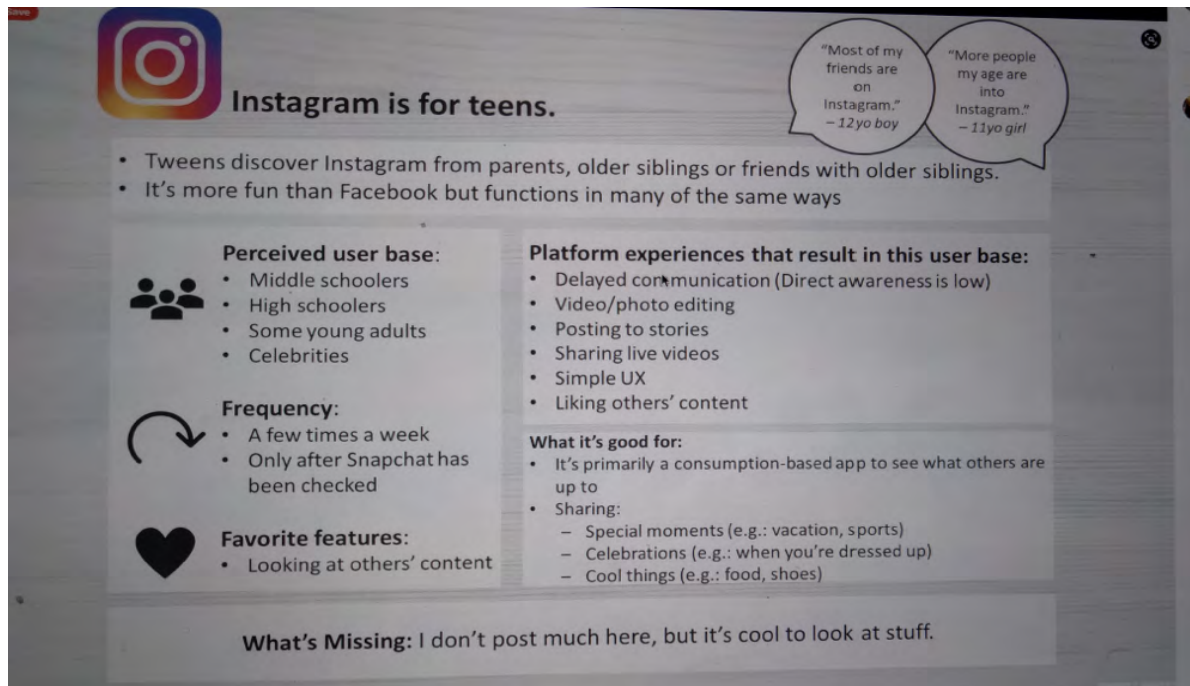 Save
"Most of my
friends are
on
Instagram."
– 12yo boy
"More people
my age are
into
Instagram."
– 11yo girl
Instagram is for teens.
• Tweens discover Instagram from parents, older siblings or friends with older siblings.
• It's more fun than Facebook but functions in many of the same ways
Perceived user base:
• Middle schoolers
• High schoolers
• Some young adults
• Celebrities
Frequency:
• A few times a week
• Only after Snapchat has
been checked
Favorite features:
• Looking at others' content
Platform experiences that result in this user base:
• Delayed communication (Direct awareness is low)
• Video/photo editing
• Posting to stories
• Sharing live videos
• Simple UX
• Liking others' content
What it's good for:
• It's primarily a consumption-based app to see what others are
up to
• Sharing:
– Special moments (e.g.: vacation, sports)
– Celebrations (e.g.: when you're dressed up)
– Cool things (e.g.: food, shoes)
What's Missing: I don't post much here, but it's cool to look at stuff.